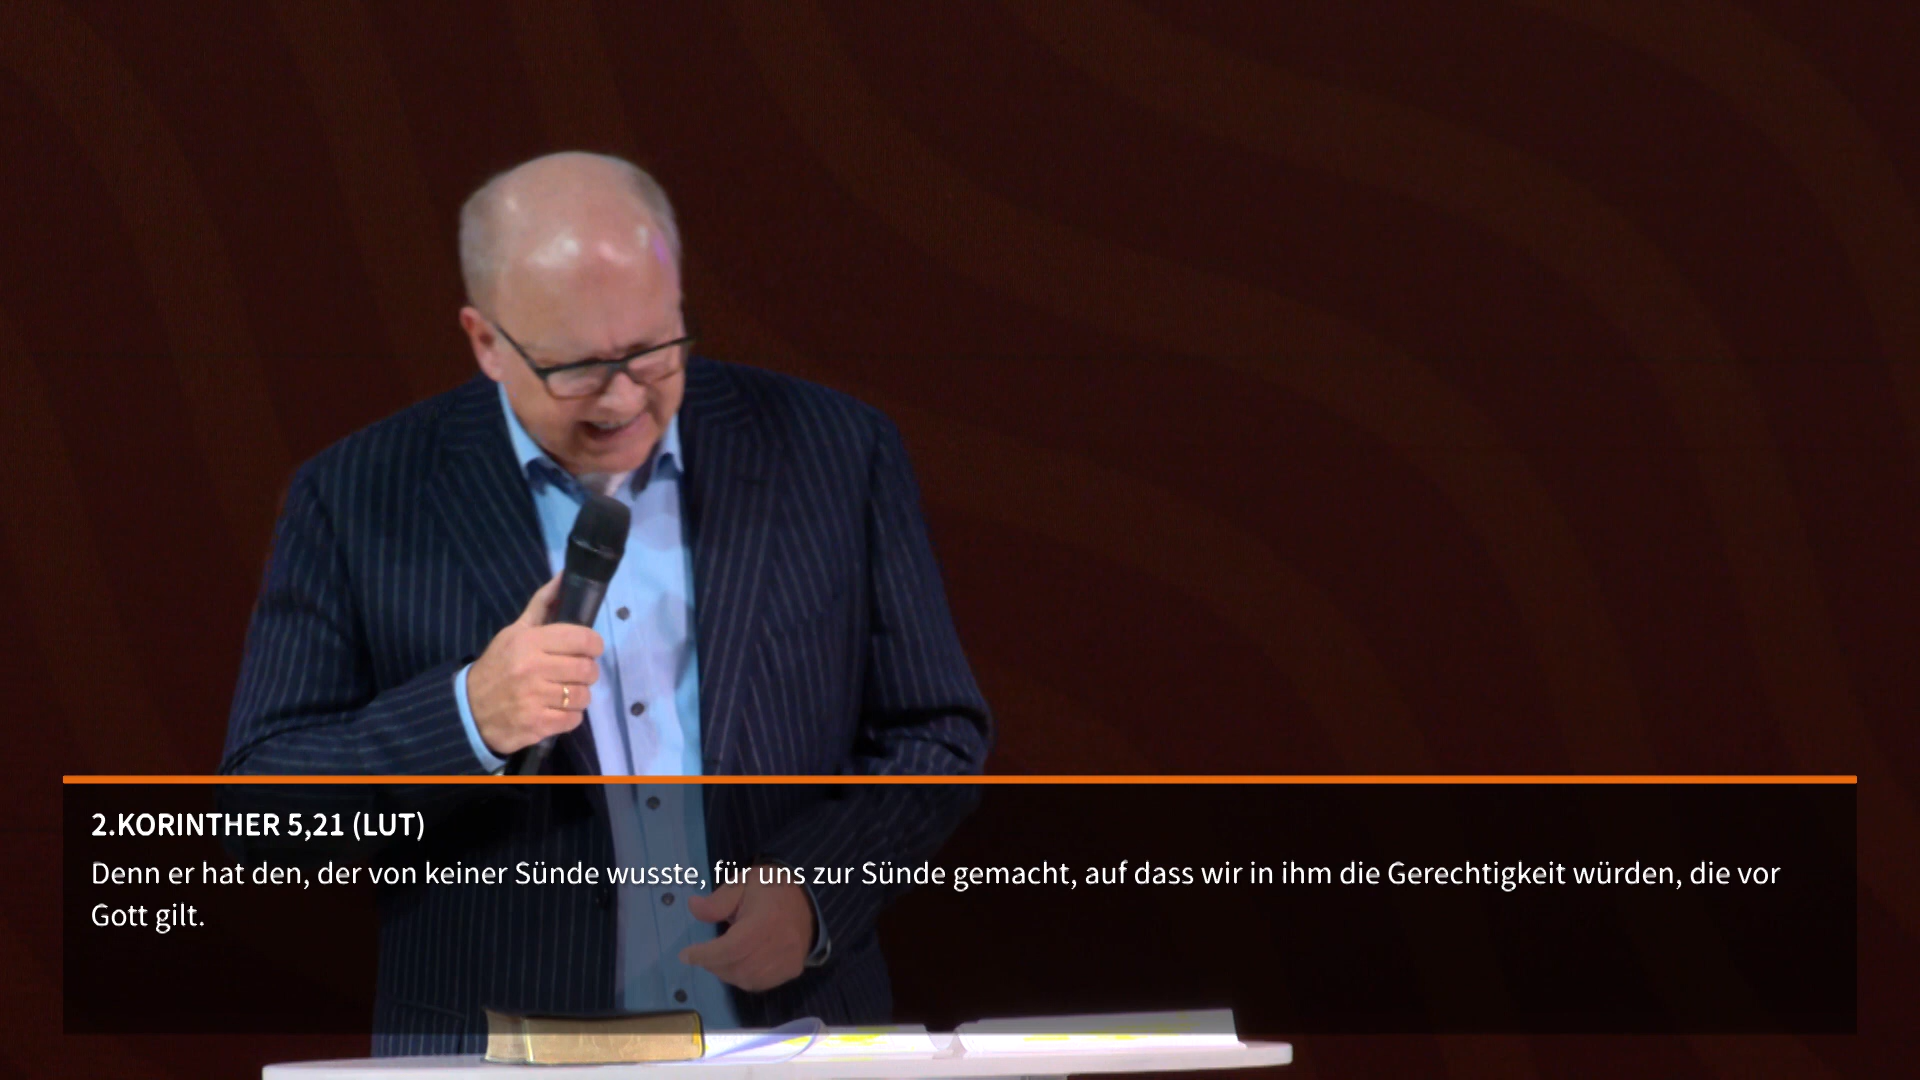 2.KORINTHER 5,21 (LUT)
Denn er hat den, der von keiner Sünde wusste, für uns zur Sünde gemacht, auf dass wir in ihm die Gerechtigkeit würden, die vor
Gott gilt.